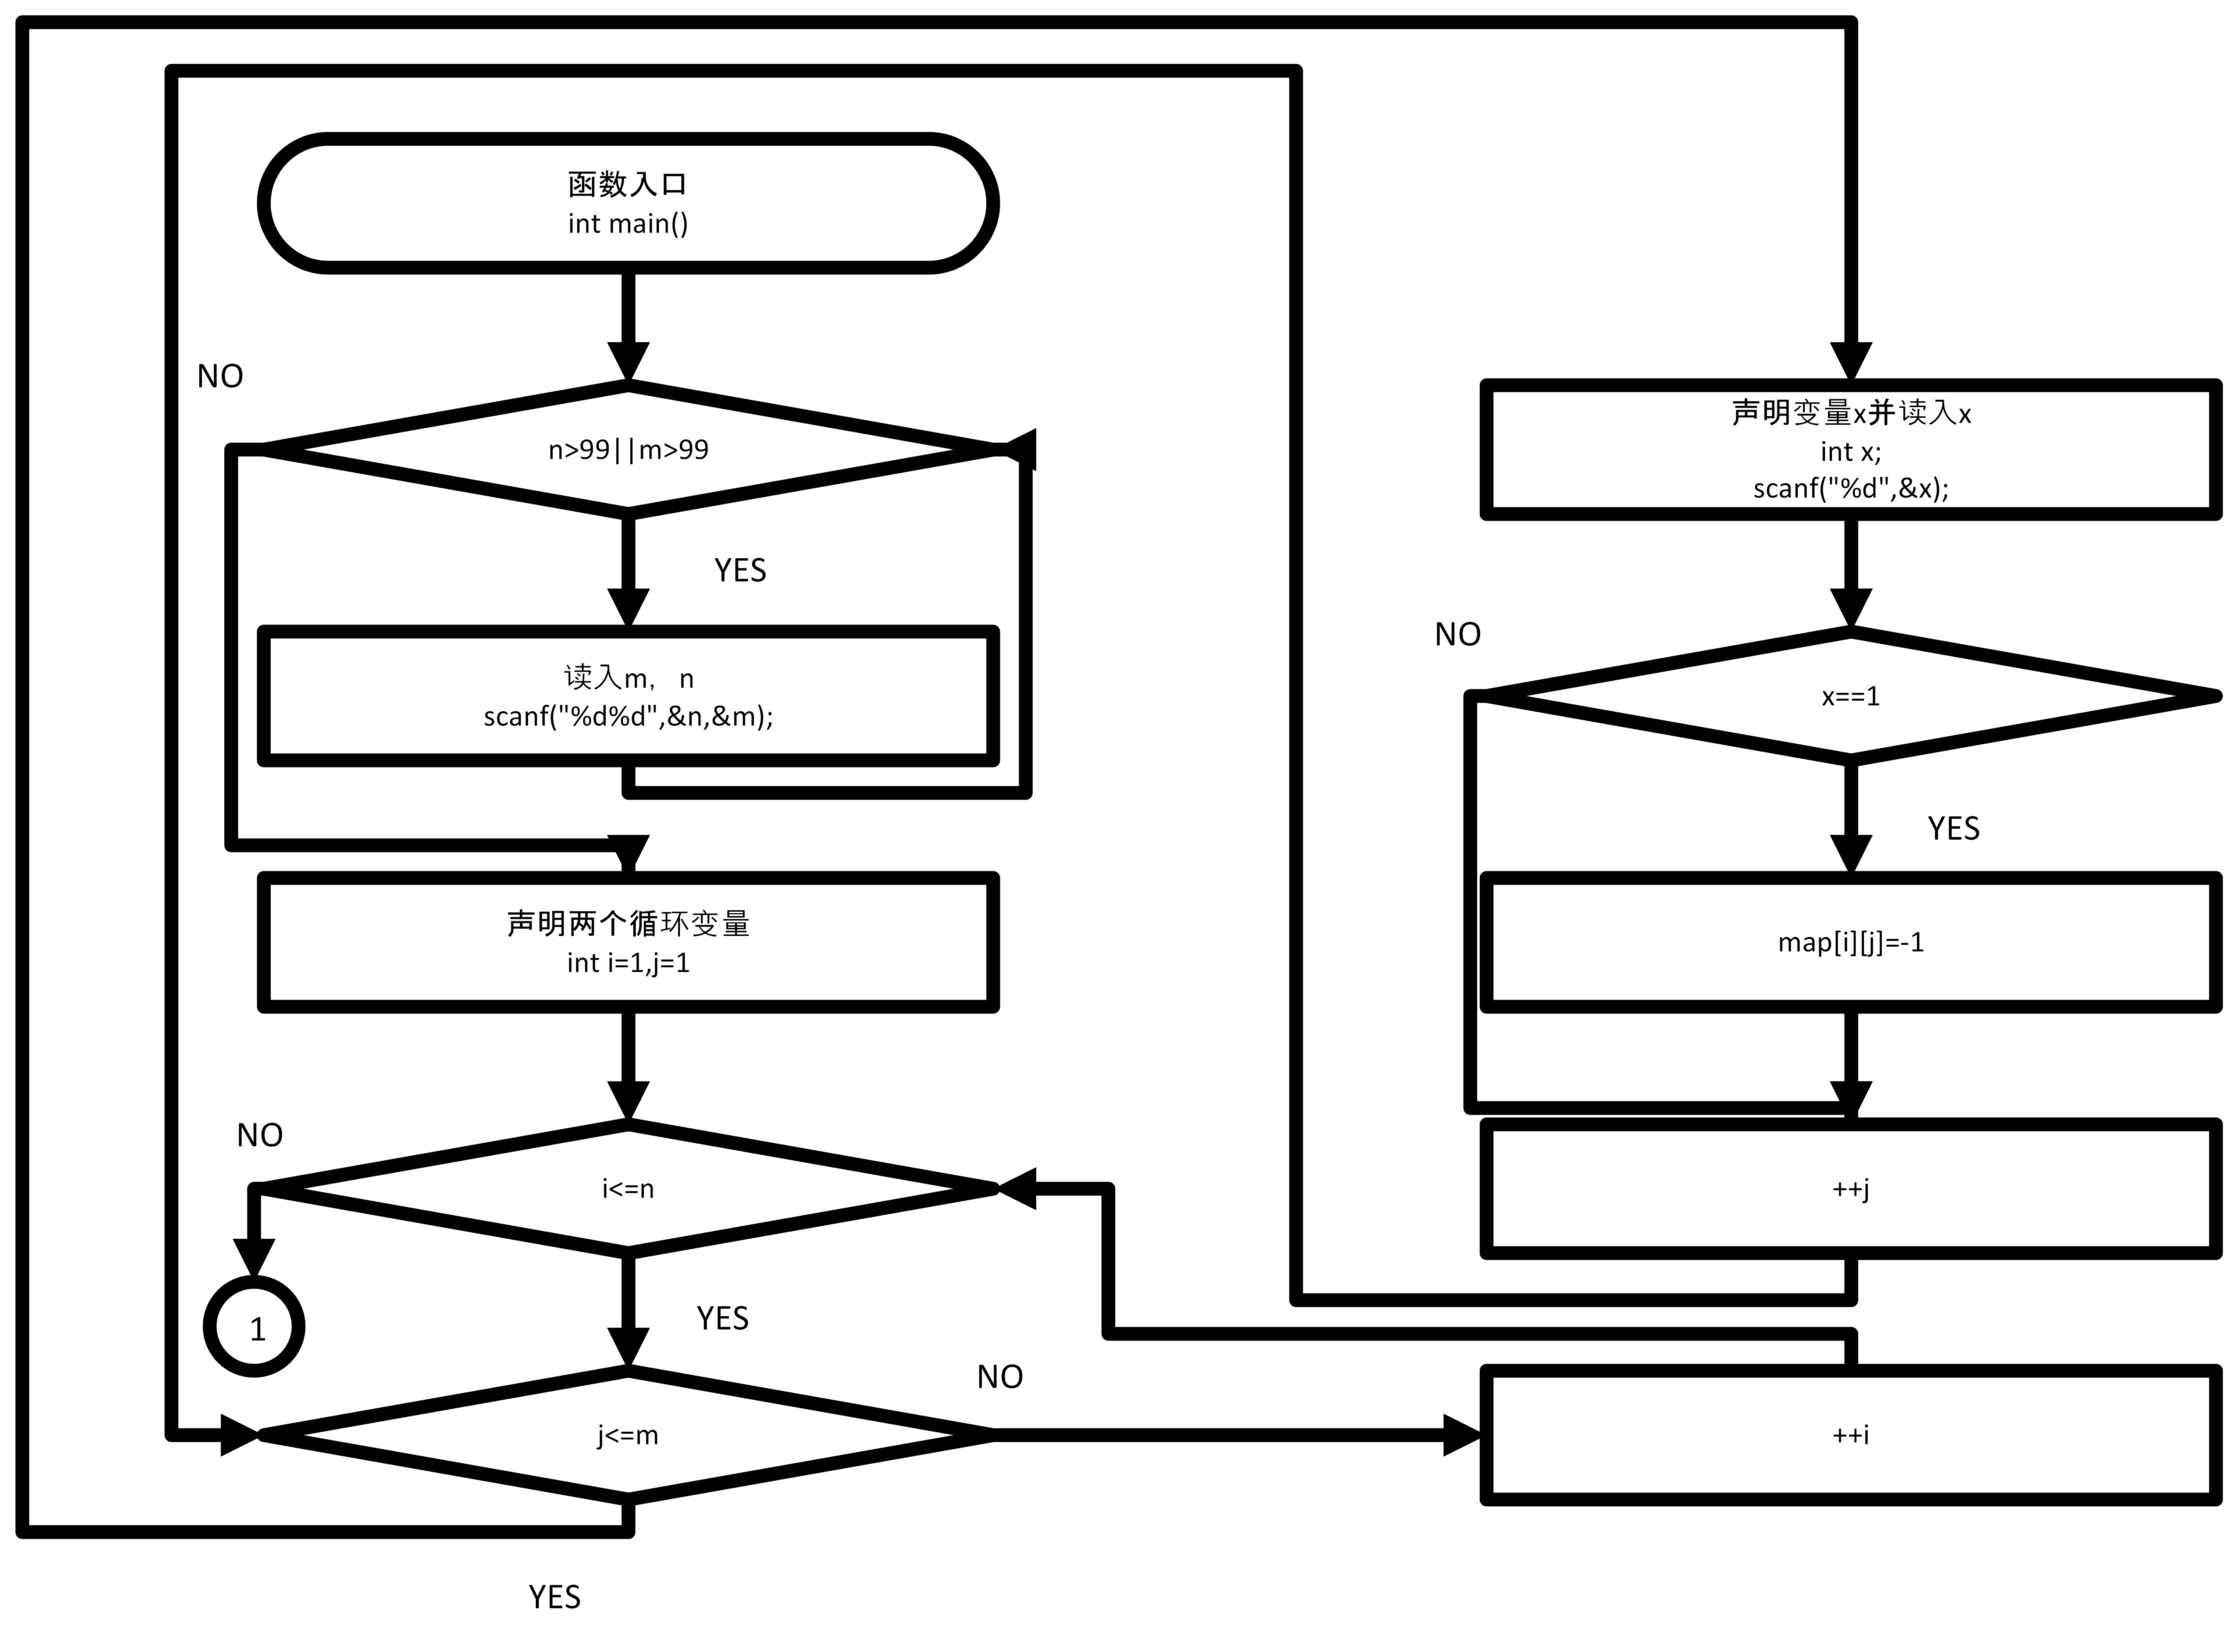 函数入口
int main()
NO
n>99||m>99
YES
读入m，n
scanf("%d%d",&n,&m);
声明两个循环变量
int i=1,j=1
NO
i<=n
1
YES
NO
j<=m
YES
声明变量x并读入x
int x;
scanf("%d",&x);
NO
x==1
YES
map[i][j]=-1
++j
++i